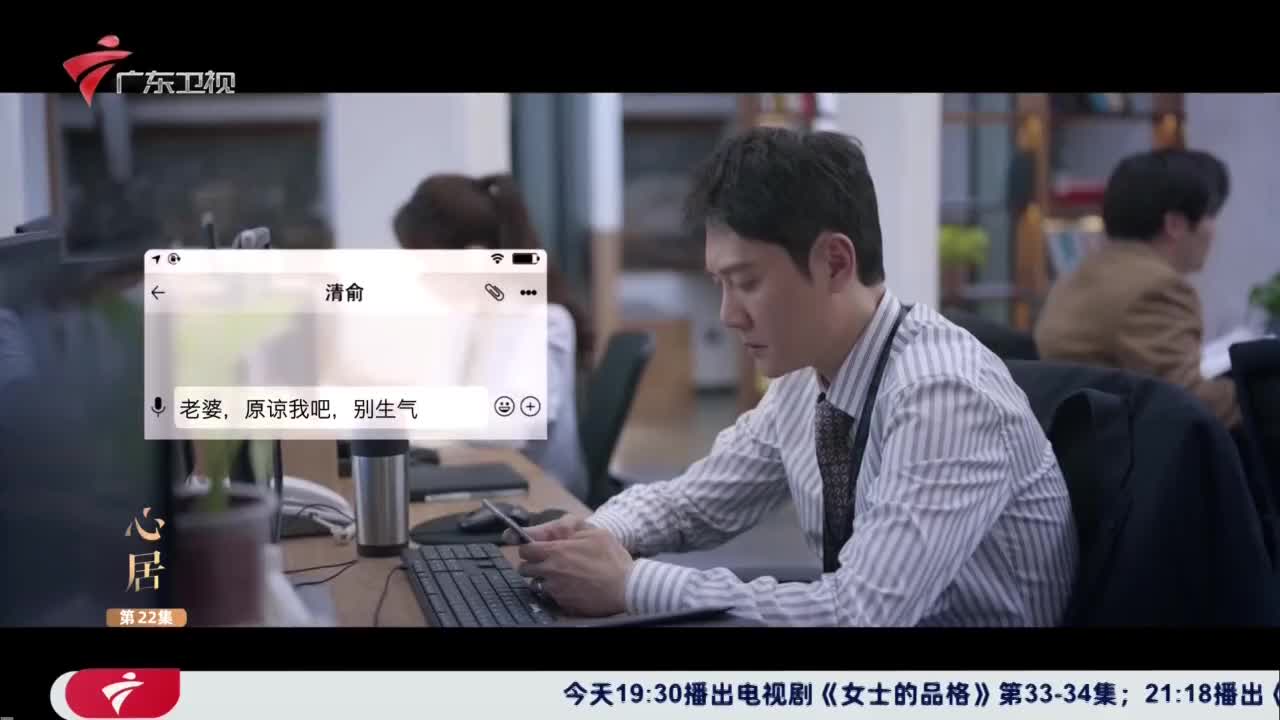 广东卫视
清俞
老婆，原谅我吧，别生气
心居
第22集
今天19:30播出电视剧《女士的品格》第33-34集；21:18播出《